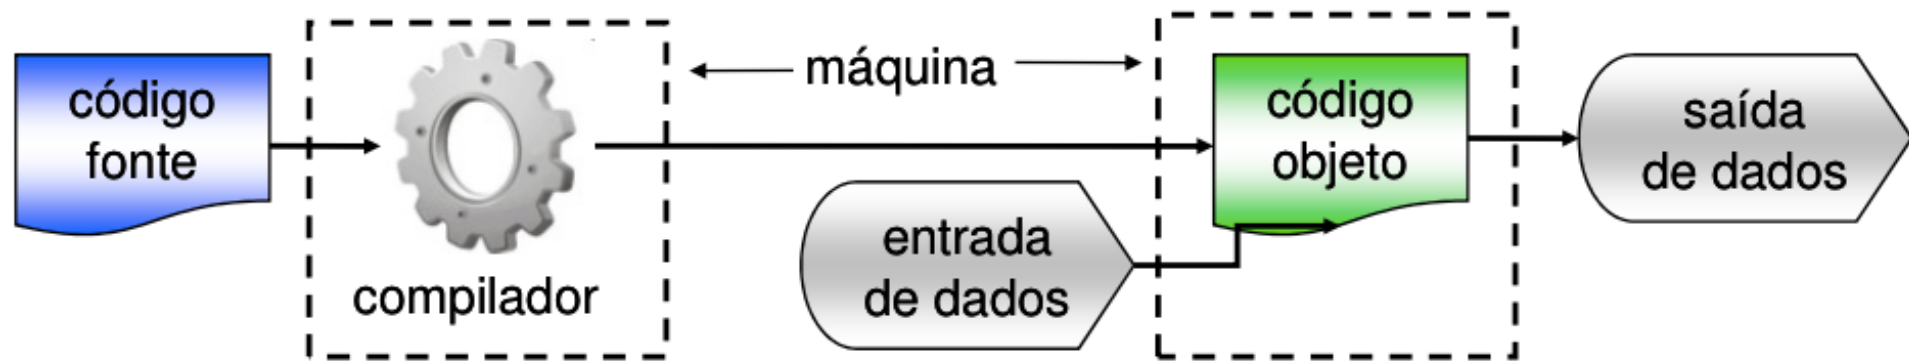 código
fonte
compilador
máquina
entrada
de dados
código
objeto
saída
de dados